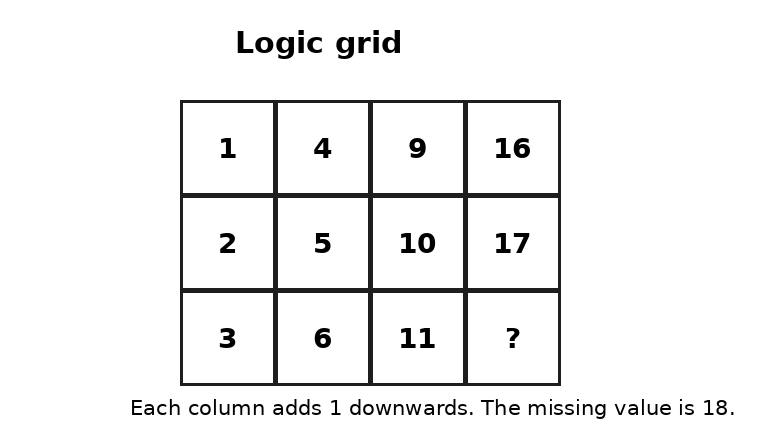 Logic grid
1 4 9 16
2 5 10 17
3 6 11 ?
Each column adds 1 downwards. The missing value is 18.